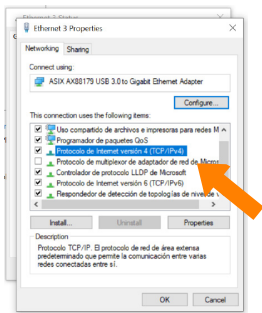 Ethernet 3 Status
Ethernet 3 Properties
Networking Sharing
Connect using:
ASIX AX88179 USB 3.0 to Gigabit Ethernet Adapter
Configure...
This connection uses the following items:
Uso compartido de archivos e impresoras para redes M
Programador de paquetes QoS
Protocolo de Internet versión 4 (TCP/IPv4)
Protocolo de multiplexor de adaptador de red de Micros
Controlador de protocolo LLDP de Microsoft
Protocolo de Internet versión 6 (TCP/IPv6)
Respondedor de detección de topologías de nivel de v
Install... Uninstall Properties
Description
Protocolo TCP/IP. El protocolo de red de área extensa
predeterminado que permite la comunicación entre varias
redes conectadas entre sí.
OK Cancel